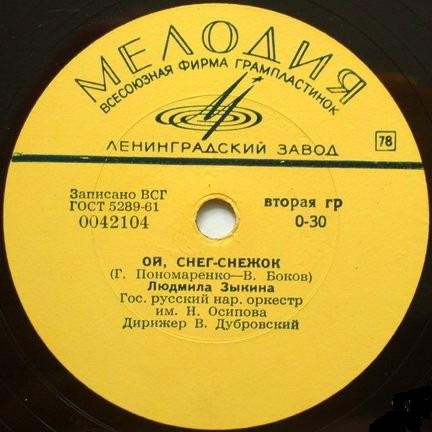 МЕЛОДИЯ
ВСЕСОЮЗНАЯ ФИРМА ГРАМПЛАСТИНОК
ЛЕНИНГРАДСКИЙ ЗАВОД
78
Записано ВСГ
ГОСТ 5289-61
0042104
вторая гр
0-30
ОЙ, СНЕГ-СНЕЖОК
(Г. Пономаренко—В. Боков)
Людмила Зыкина
Гос. русский нар. оркестр
им. Н. Осипова
Дирижер В. Дубровский